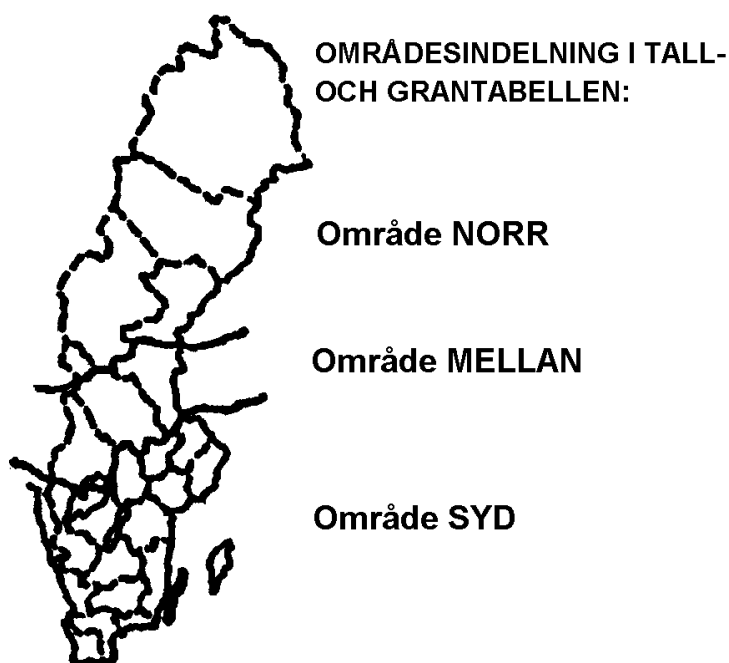 OMRÅDESINDELNING I TALL-
OCH GRANTABELLEN:
Område NORR
Område MELLAN
Område SYD